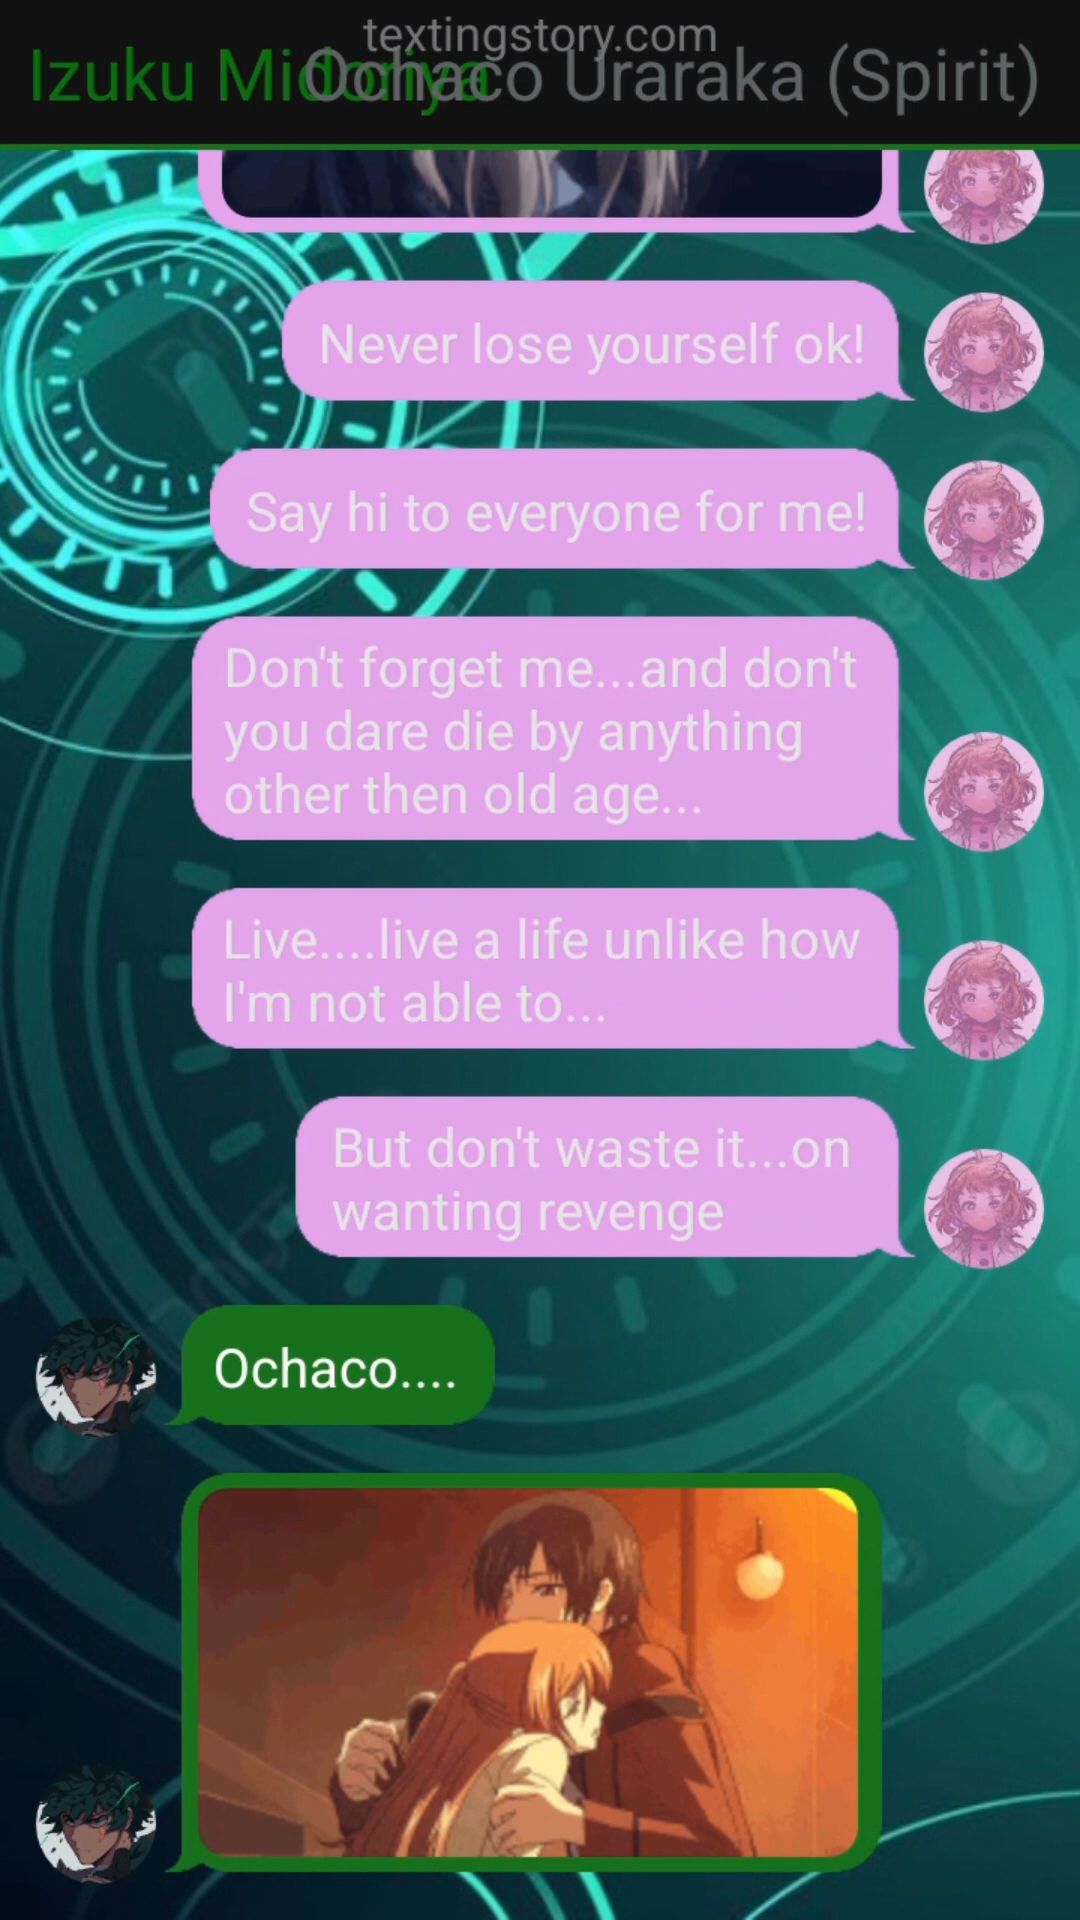 textingstory.com
Izuku Midoriya
Ochaco Uraraka (Spirit)
Never lose yourself ok!
Say hi to everyone for me!
Don't forget me...and don't
you dare die by anything
other then old age...
Live....live a life unlike how
I'm not able to...
But don't waste it...on
wanting revenge
Ochaco....